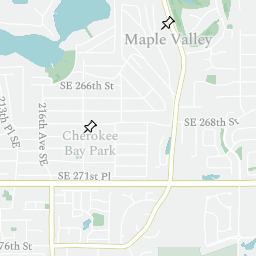 Maple Valley
SE 266th St
213th Pl SE
216th Ave SE
Cherokee
Bay Park
SE 268th St
SE 271st Pl
76th St